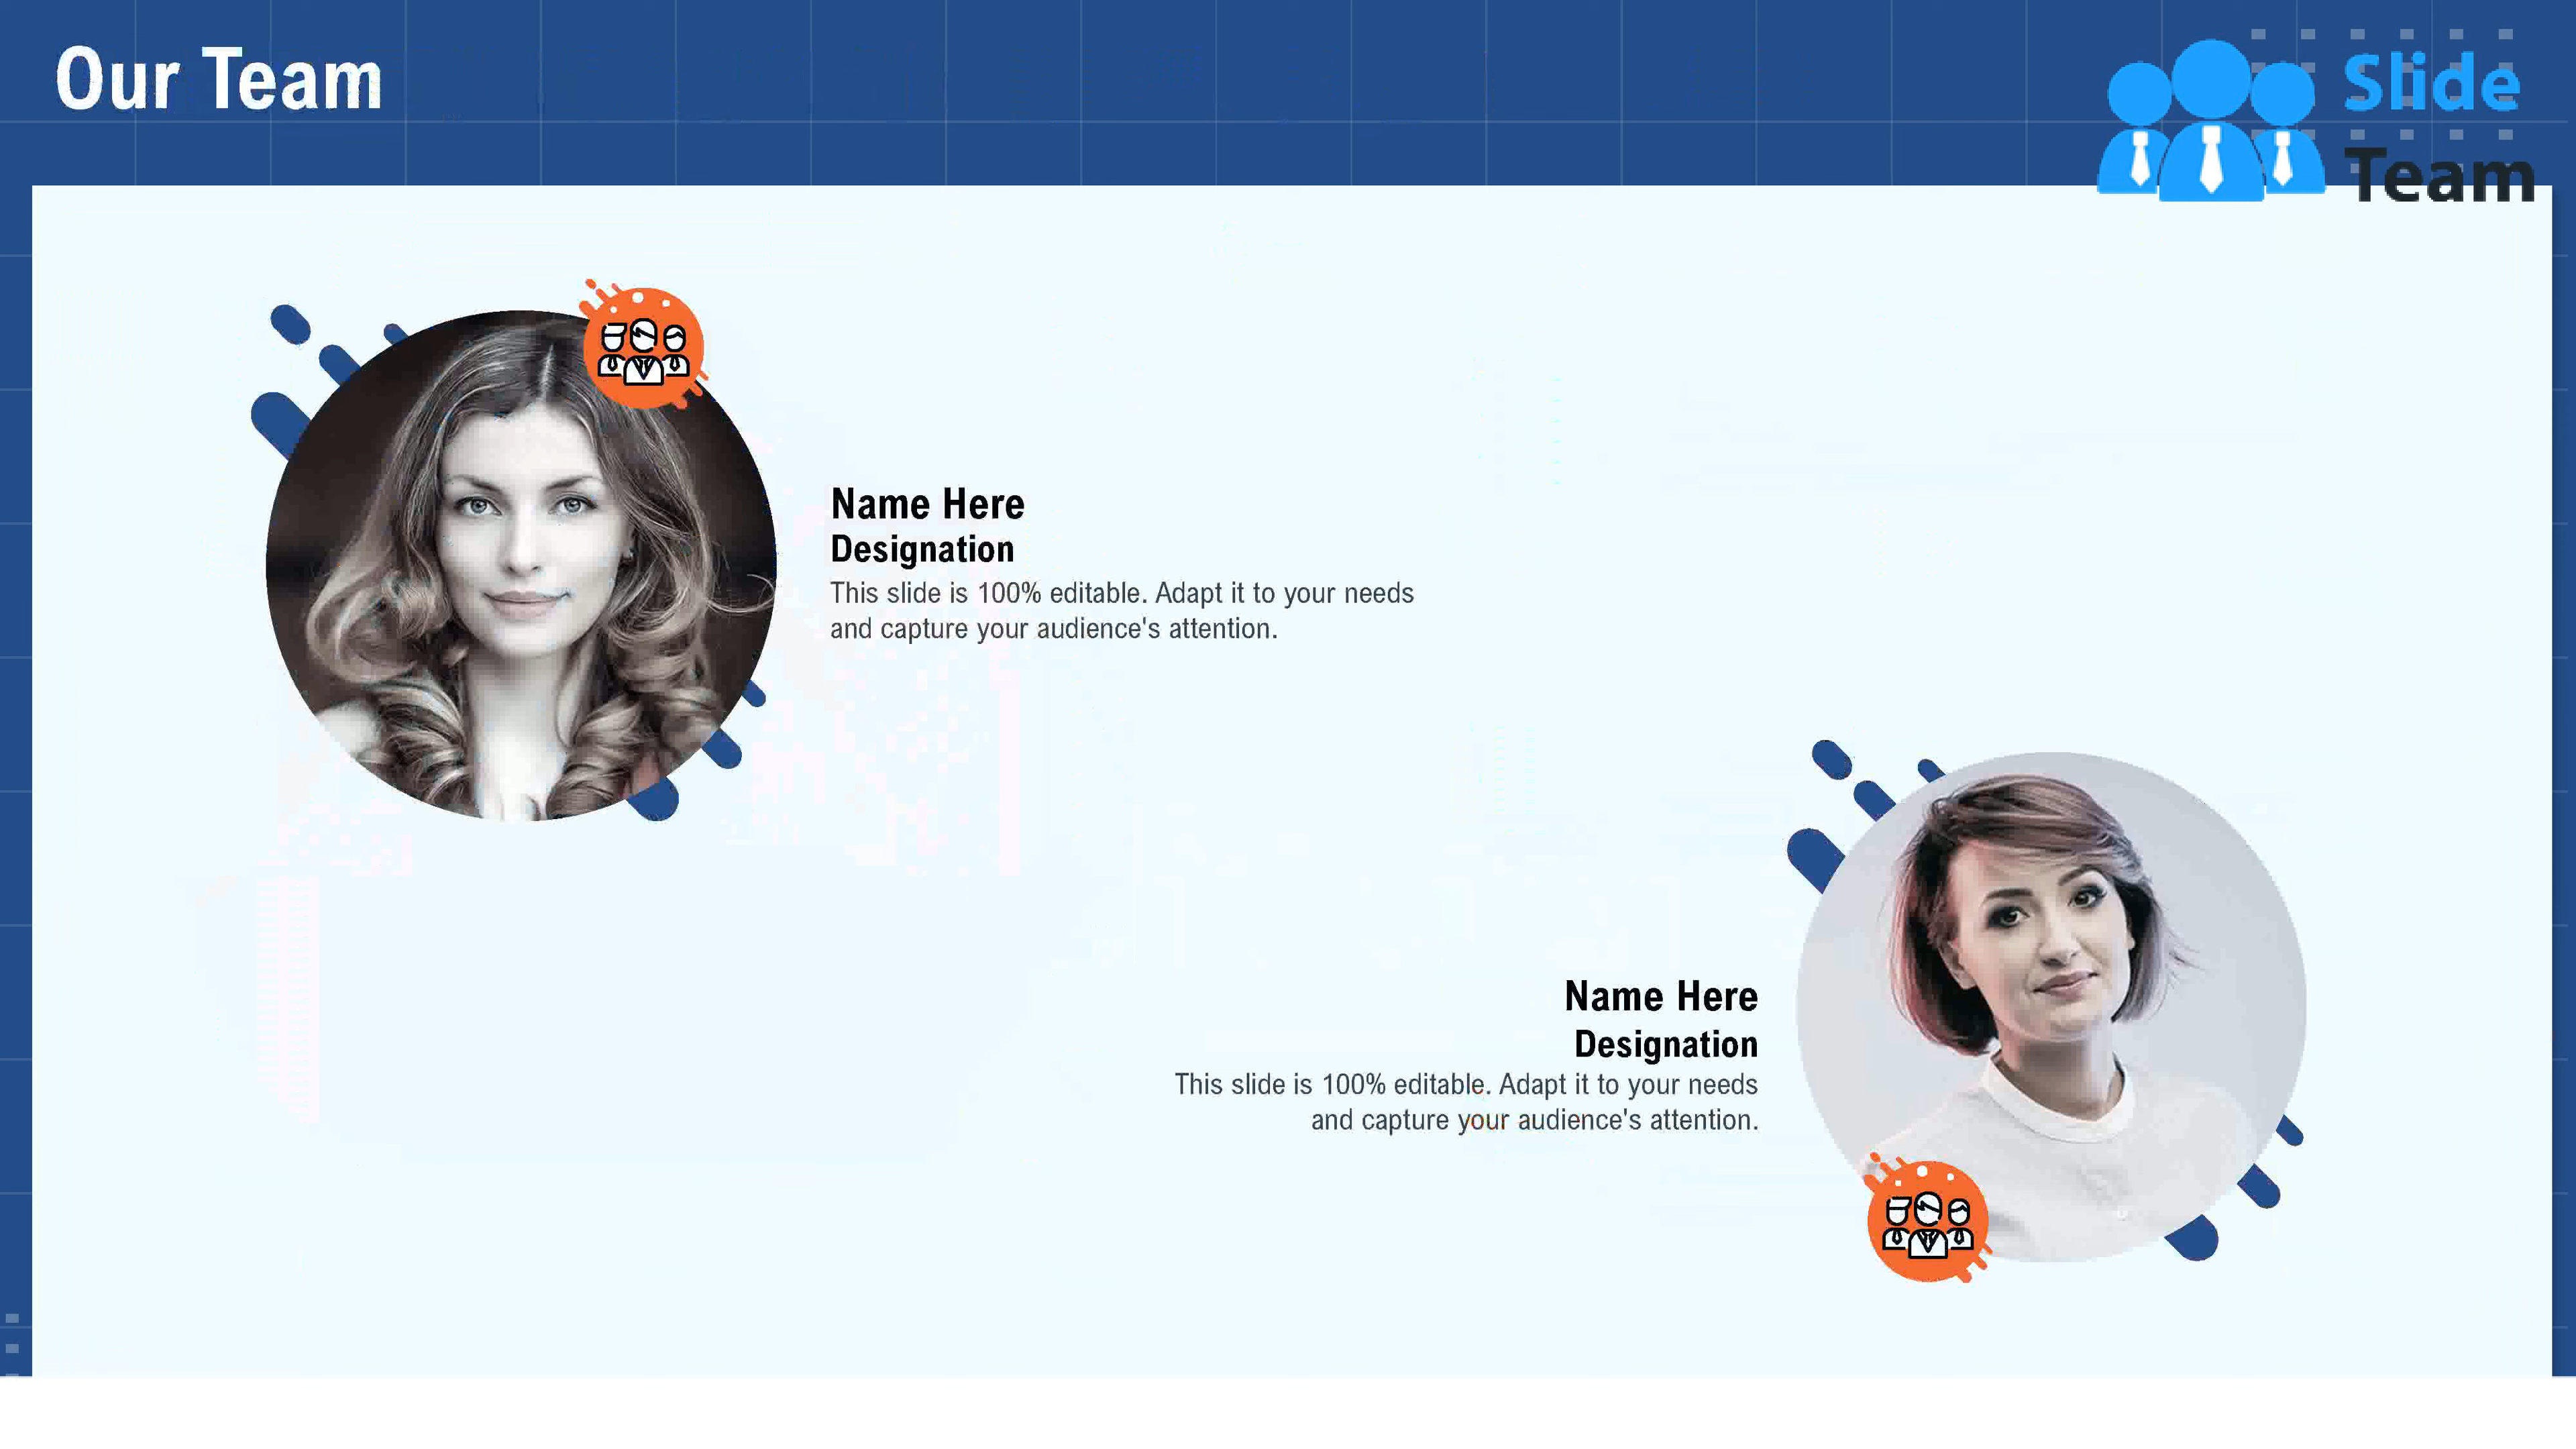 Our Team
Slide
Team
Name Here
Designation
This slide is 100% editable. Adapt it to your needs
and capture your audience's attention.
Name Here
Designation
This slide is 100% editable. Adapt it to your needs
and capture your audience's attention.